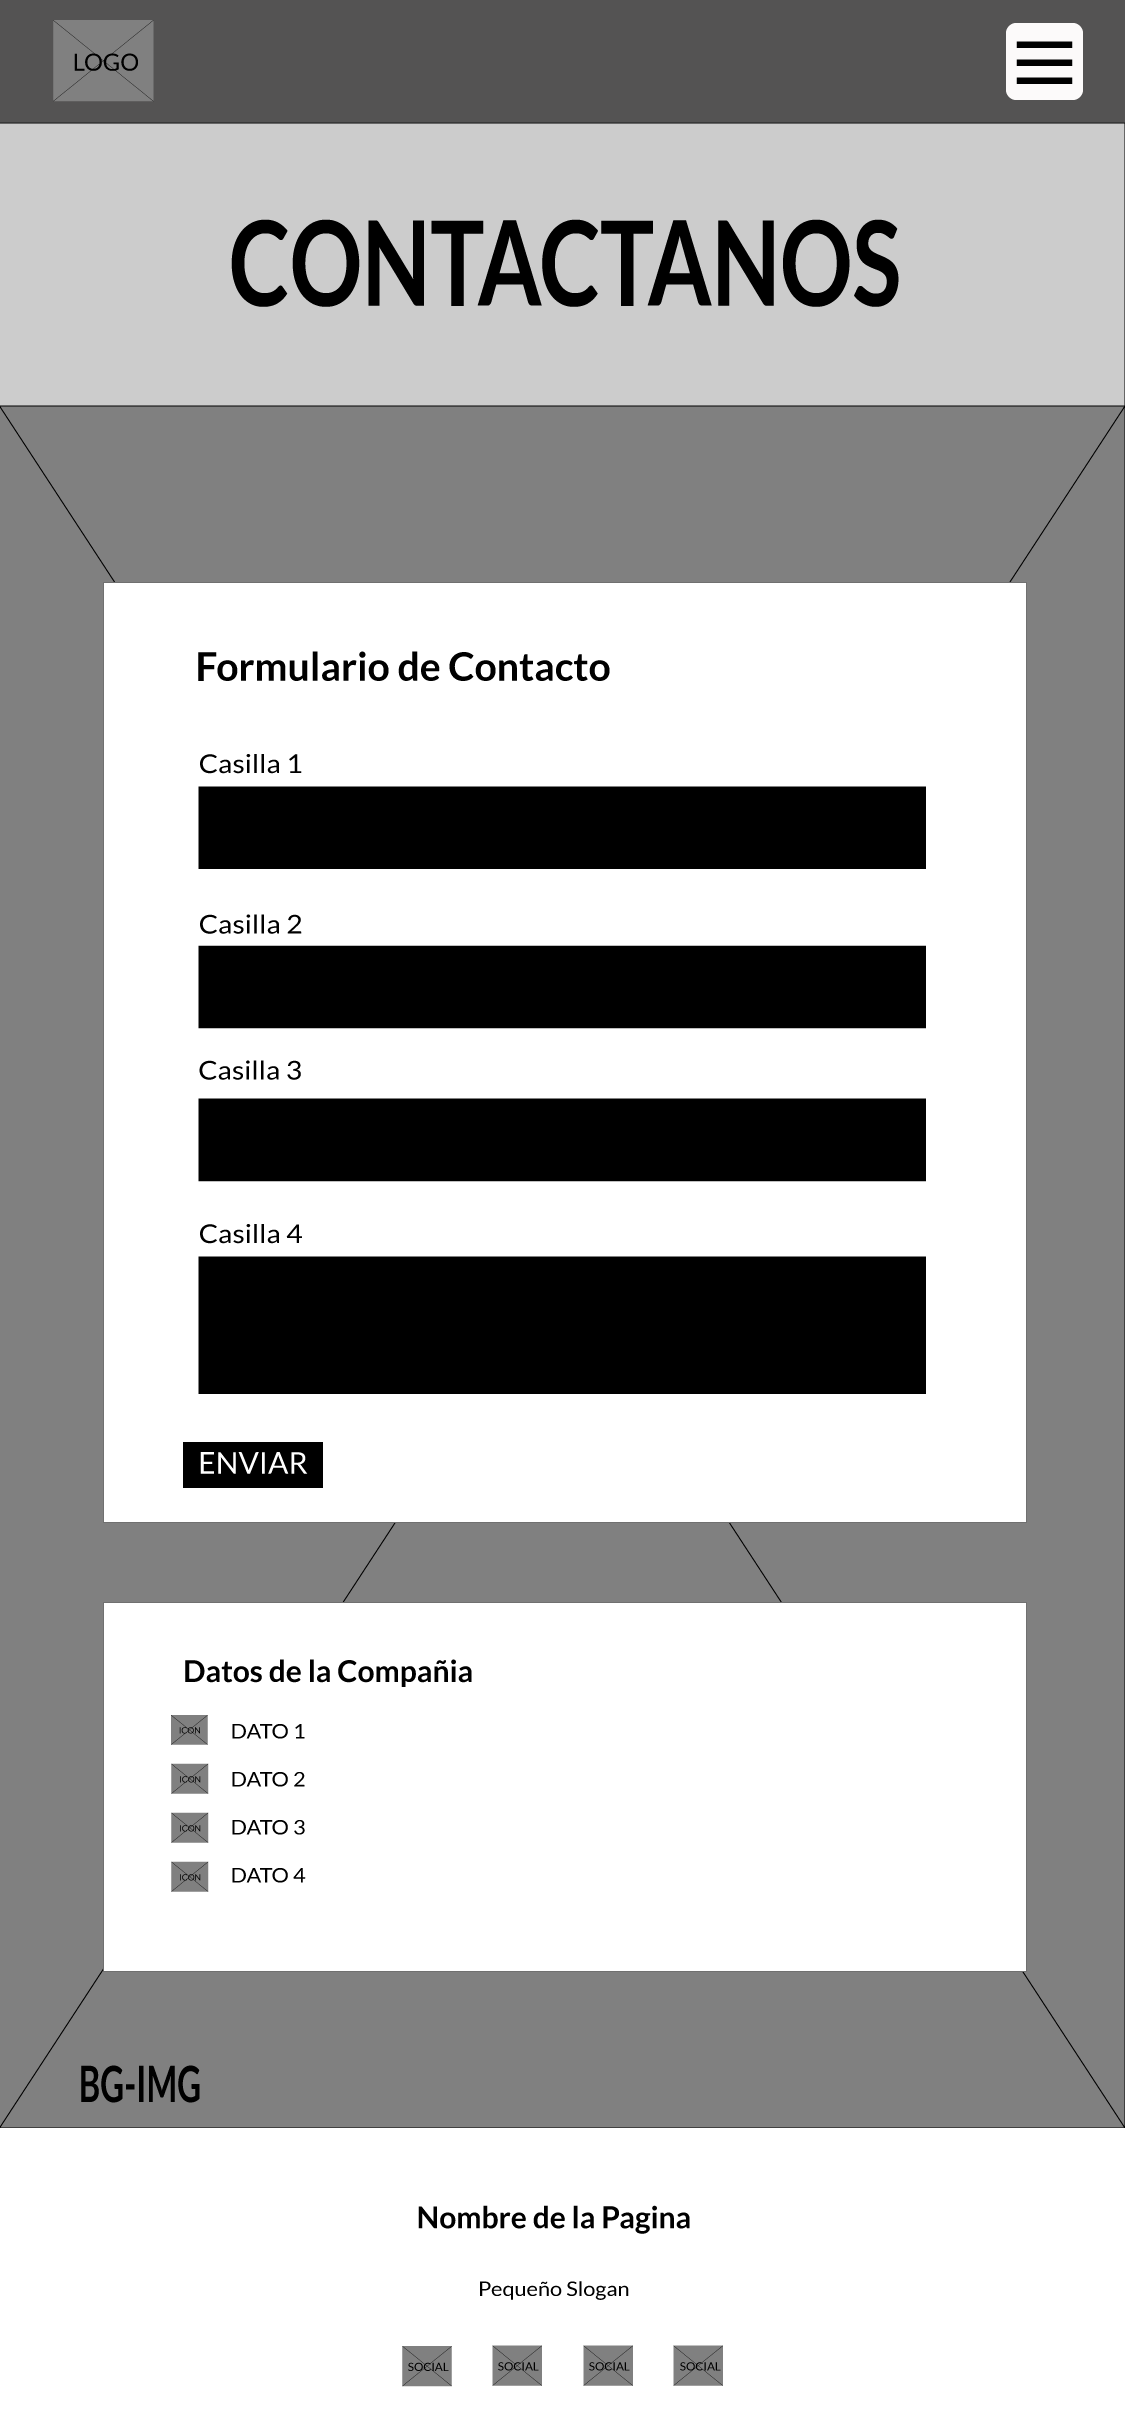 LOGO
CONTACTANOS
Formulario de Contacto
Casilla 1
Casilla 2
Casilla 3
Casilla 4
ENVIAR
Datos de la Compañia
ICON DATO 1
ICON DATO 2
ICON DATO 3
ICON DATO 4
BG-IMG
Nombre de la Pagina
Pequeño Slogan
SOCIAL SOCIAL SOCIAL SOCIAL